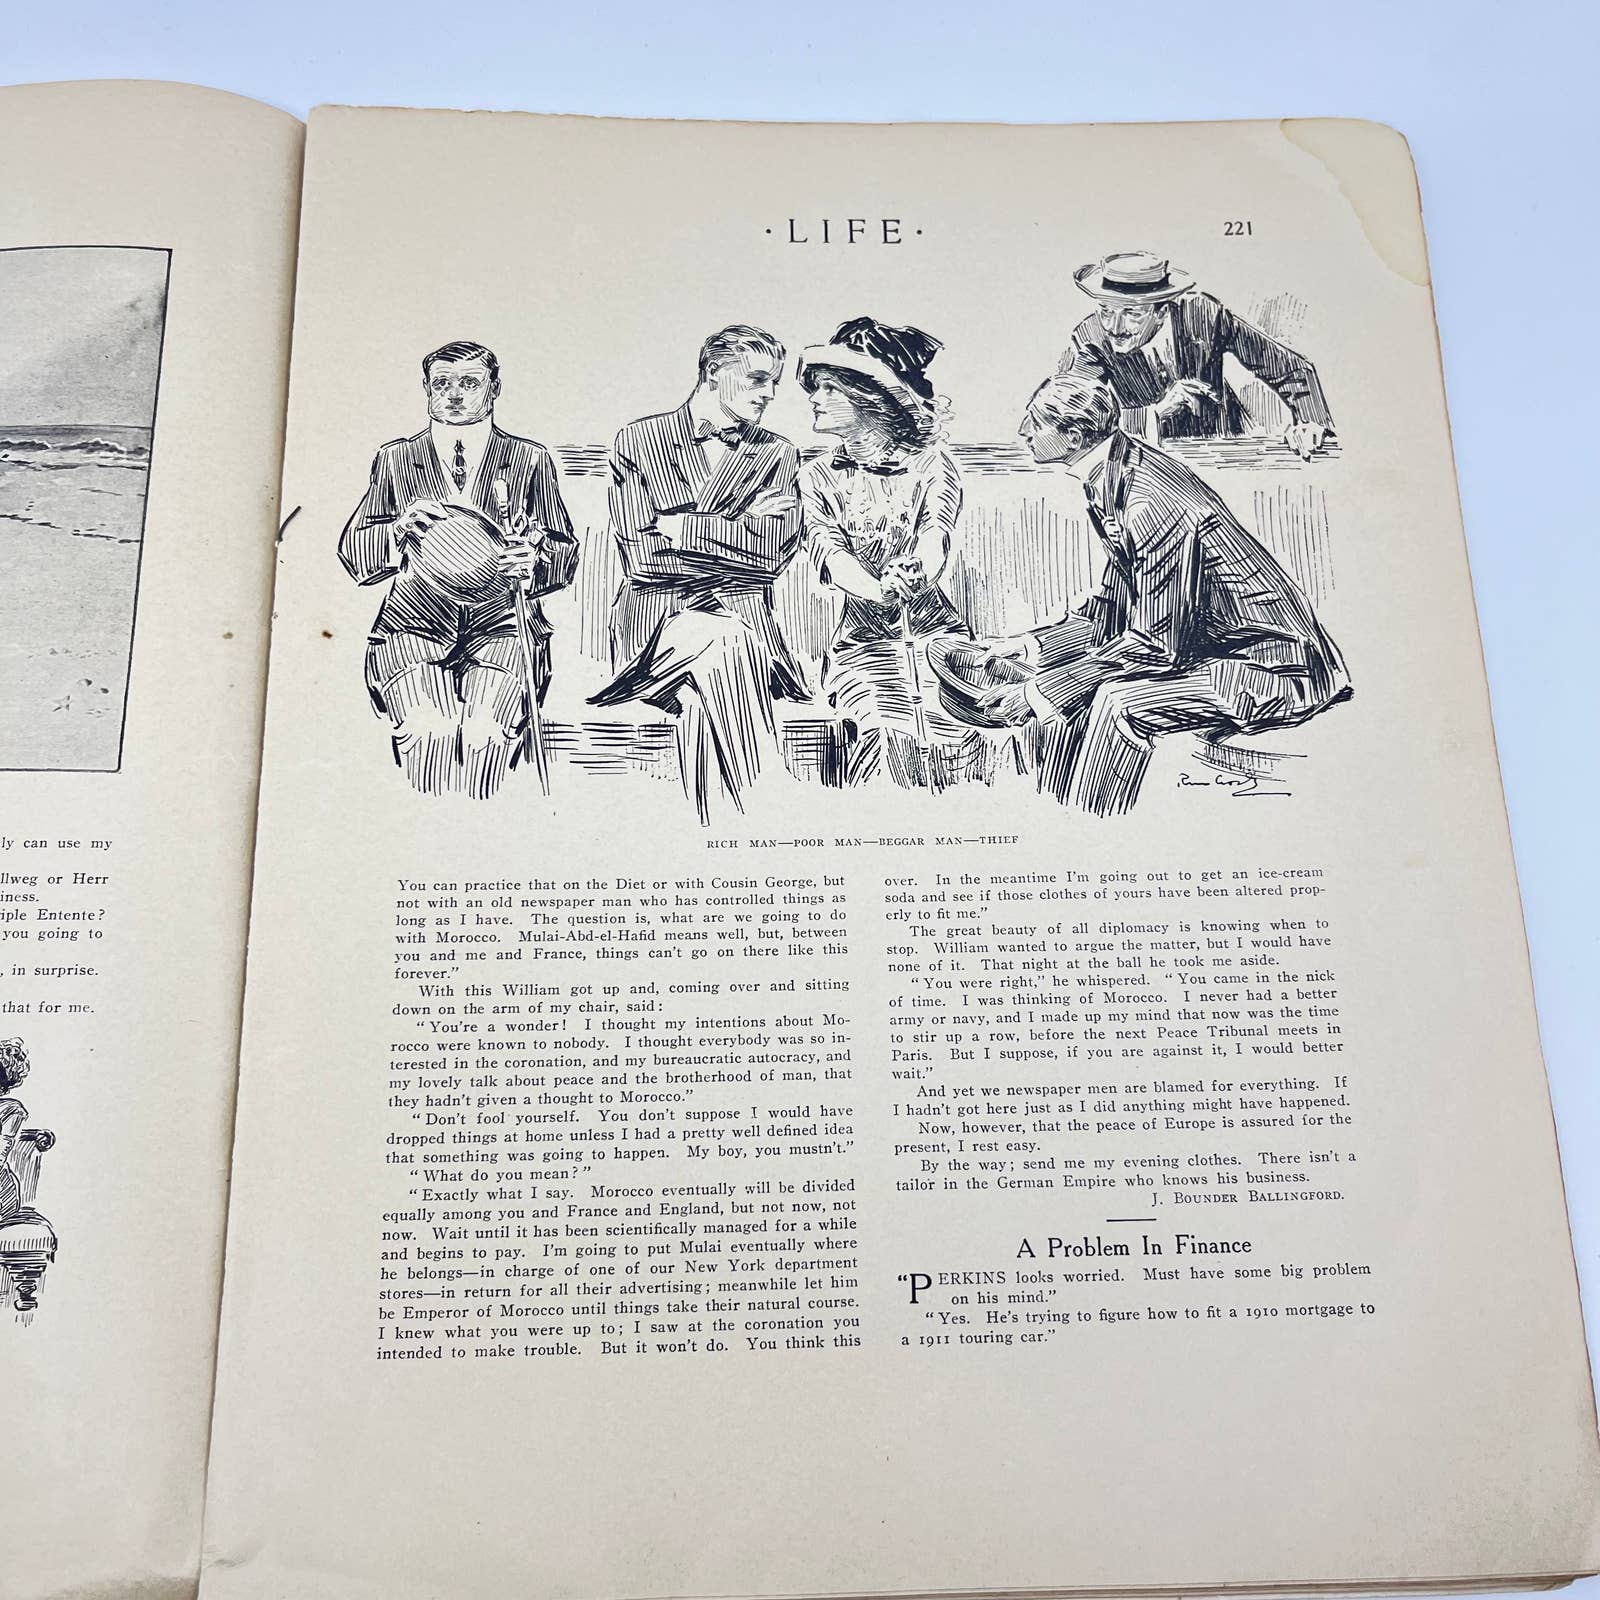 ly can use my
llweg or Herr
iness.
iple Entente?
you going to
, in surprise.
that for me.
· LIFE ·
221
RICH MAN—POOR MAN—BEGGAR MAN—THIEF
You can practice that on the Diet or with Cousin George, but
not with an old newspaper man who has controlled things as
long as I have. The question is, what are we going to do
with Morocco. Mulai-Abd-el-Hafid means well, but, between
you and me and France, things can't go on there like this
forever."
With this William got up and, coming over and sitting
down on the arm of my chair, said:
"You're a wonder! I thought my intentions about Mo-
rocco were known to nobody. I thought everybody was so in-
terested in the coronation, and my bureaucratic autocracy, and
my lovely talk about peace and the brotherhood of man, that
they hadn't given a thought to Morocco."
"Don't fool yourself. You don't suppose I would have
dropped things at home unless I had a pretty well defined idea
that something was going to happen. My boy, you mustn't."
"What do you mean?"
"Exactly what I say. Morocco eventually will be divided
equally among you and France and England, but not now, not
now. Wait until it has been scientifically managed for a while
and begins to pay. I'm going to put Mulai eventually where
he belongs—in charge of one of our New York department
stores—in return for all their advertising; meanwhile let him
be Emperor of Morocco until things take their natural course.
I knew what you were up to; I saw at the coronation you
intended to make trouble. But it won't do. You think this
over. In the meantime I'm going out to get an ice-cream
soda and see if those clothes of yours have been altered prop-
erly to fit me."
The great beauty of all diplomacy is knowing when to
stop. William wanted to argue the matter, but I would have
none of it. That night at the ball he took me aside.
"You were right," he whispered. "You came in the nick
of time. I was thinking of Morocco. I never had a better
army or navy, and I made up my mind that now was the time
to stir up a row, before the next Peace Tribunal meets in
Paris. But I suppose, if you are against it, I would better
wait."
And yet we newspaper men are blamed for everything. If
I hadn't got here just as I did anything might have happened.
Now, however, that the peace of Europe is assured for the
present, I rest easy.
By the way; send me my evening clothes. There isn't a
tailor in the German Empire who knows his business.
J. BOUNDER BALLINGFORD.
A Problem In Finance
"PERKINS looks worried. Must have some big problem
on his mind."
"Yes. He's trying to figure how to fit a 1910 mortgage to
a 1911 touring car."